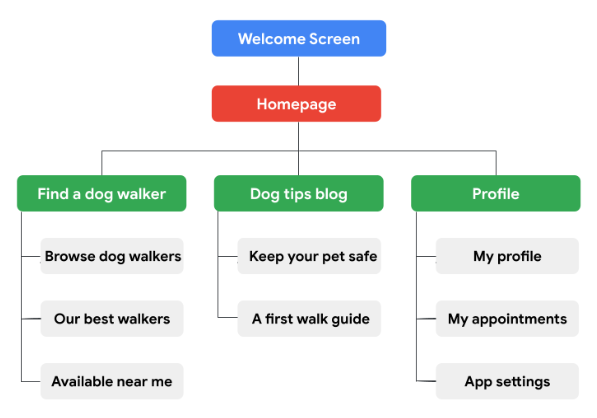 Welcome Screen
Homepage
Find a dog walker
Dog tips blog
Profile
Browse dog walkers
Keep your pet safe
My profile
Our best walkers
A first walk guide
My appointments
Available near me
App settings